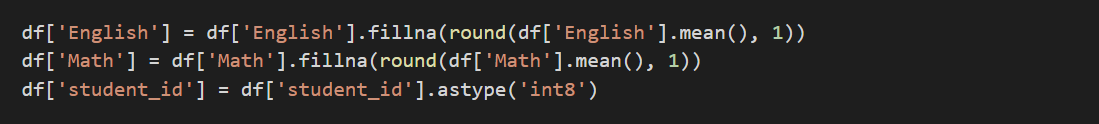 df['English'] = df['English'].fillna(round(df['English'].mean(), 1))
df['Math'] = df['Math'].fillna(round(df['Math'].mean(), 1))
df['student_id'] = df['student_id'].astype('int8')